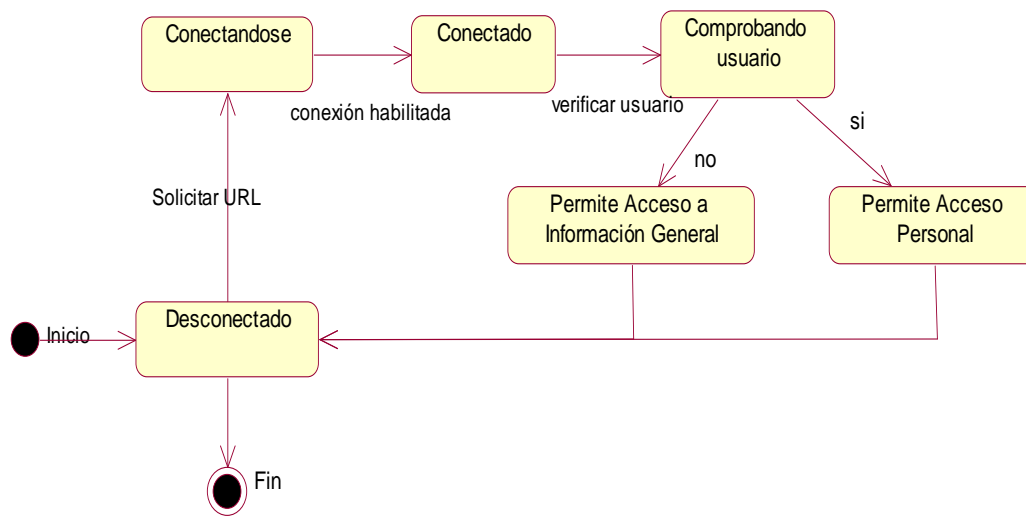 Conectandose
Conectado
Comprobando
usuario
conexión habilitada
verificar usuario
no
si
Solicitar URL
Permite Acceso a
Información General
Permite Acceso
Personal
Inicio
Desconectado
Fin